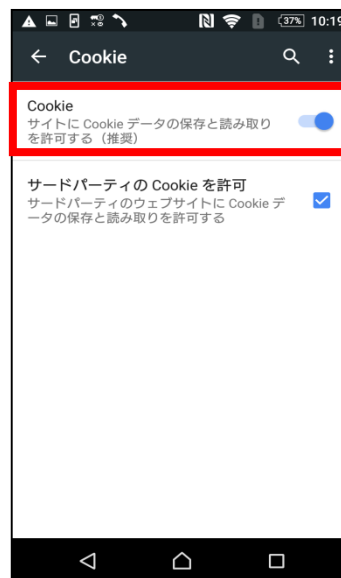 37% 10:19
Cookie
Cookie
サイトに Cookie データの保存と読み取り
を許可する（推奨）
サードパーティの Cookie を許可
サードパーティのウェブサイトに Cookie デ
ータの保存と読み取りを許可する